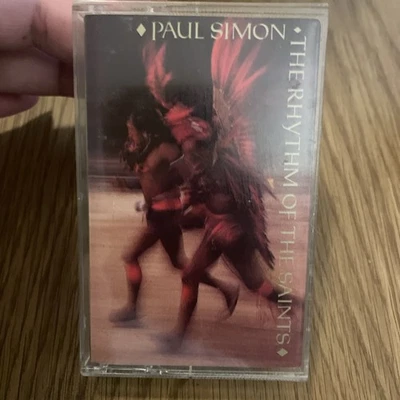 ◆ PAUL SIMON ◆
THE RHYTHM OF THE SAINTS ◆